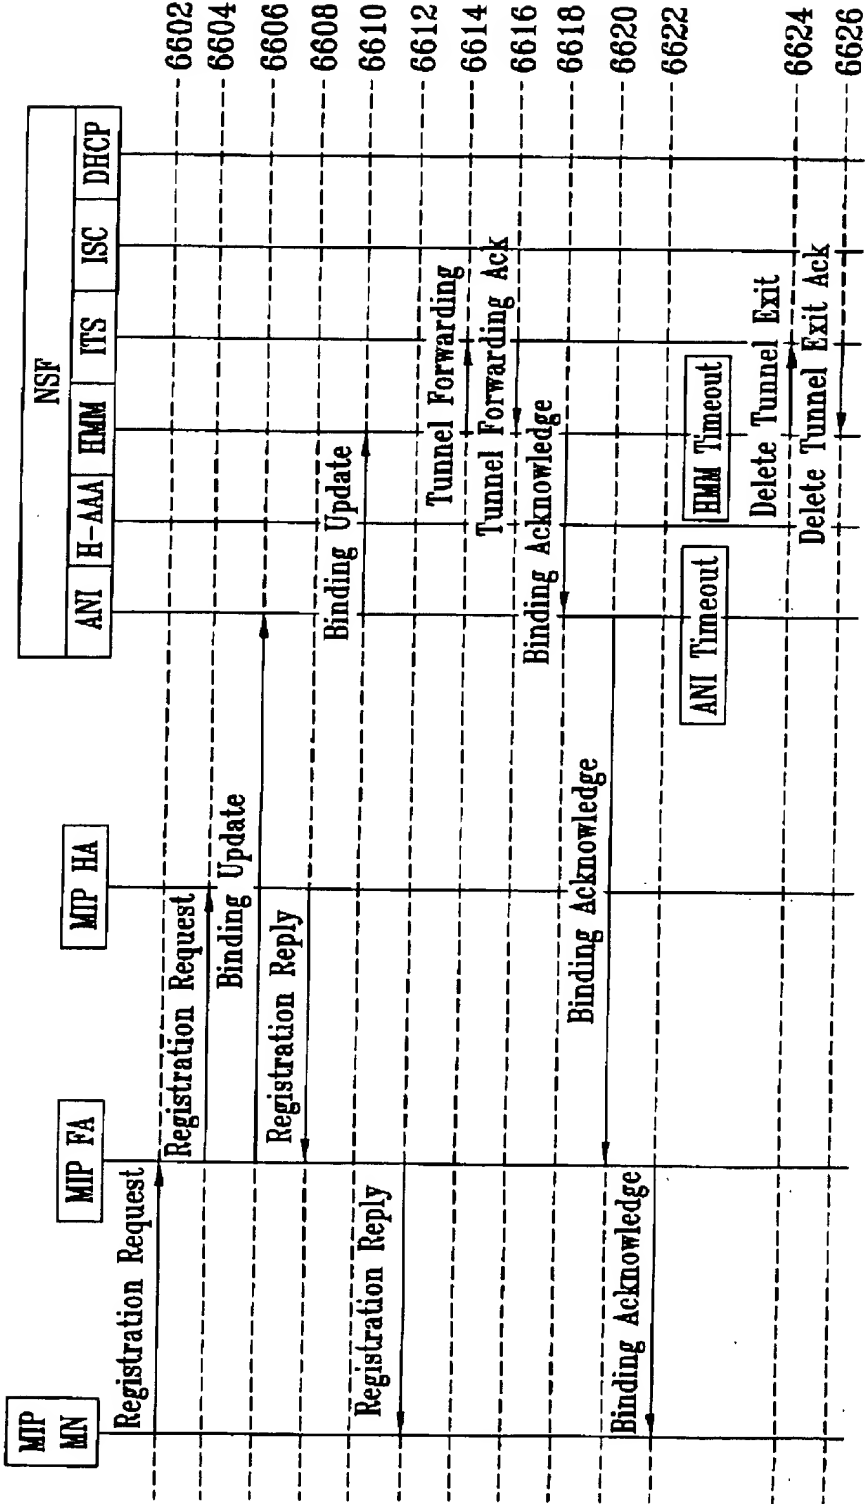 MIP
MN
MIP FA
MIP HA
NSF
ANI
H-AAA
HMM
ITS
ISC
DHCP
Registration Request
6602
Registration Request
6604
Binding Update
6606
Registration Reply
6608
Binding Update
6610
Registration Reply
6612
Tunnel Forwarding
6614
Tunnel Forwarding Ack
6616
Binding Acknowledge
6618
Binding Acknowledge
6620
Binding Acknowledge
6622
ANI Timeout
HMM Timeout
Delete Tunnel Exit
6624
Delete Tunnel Exit Ack
6626